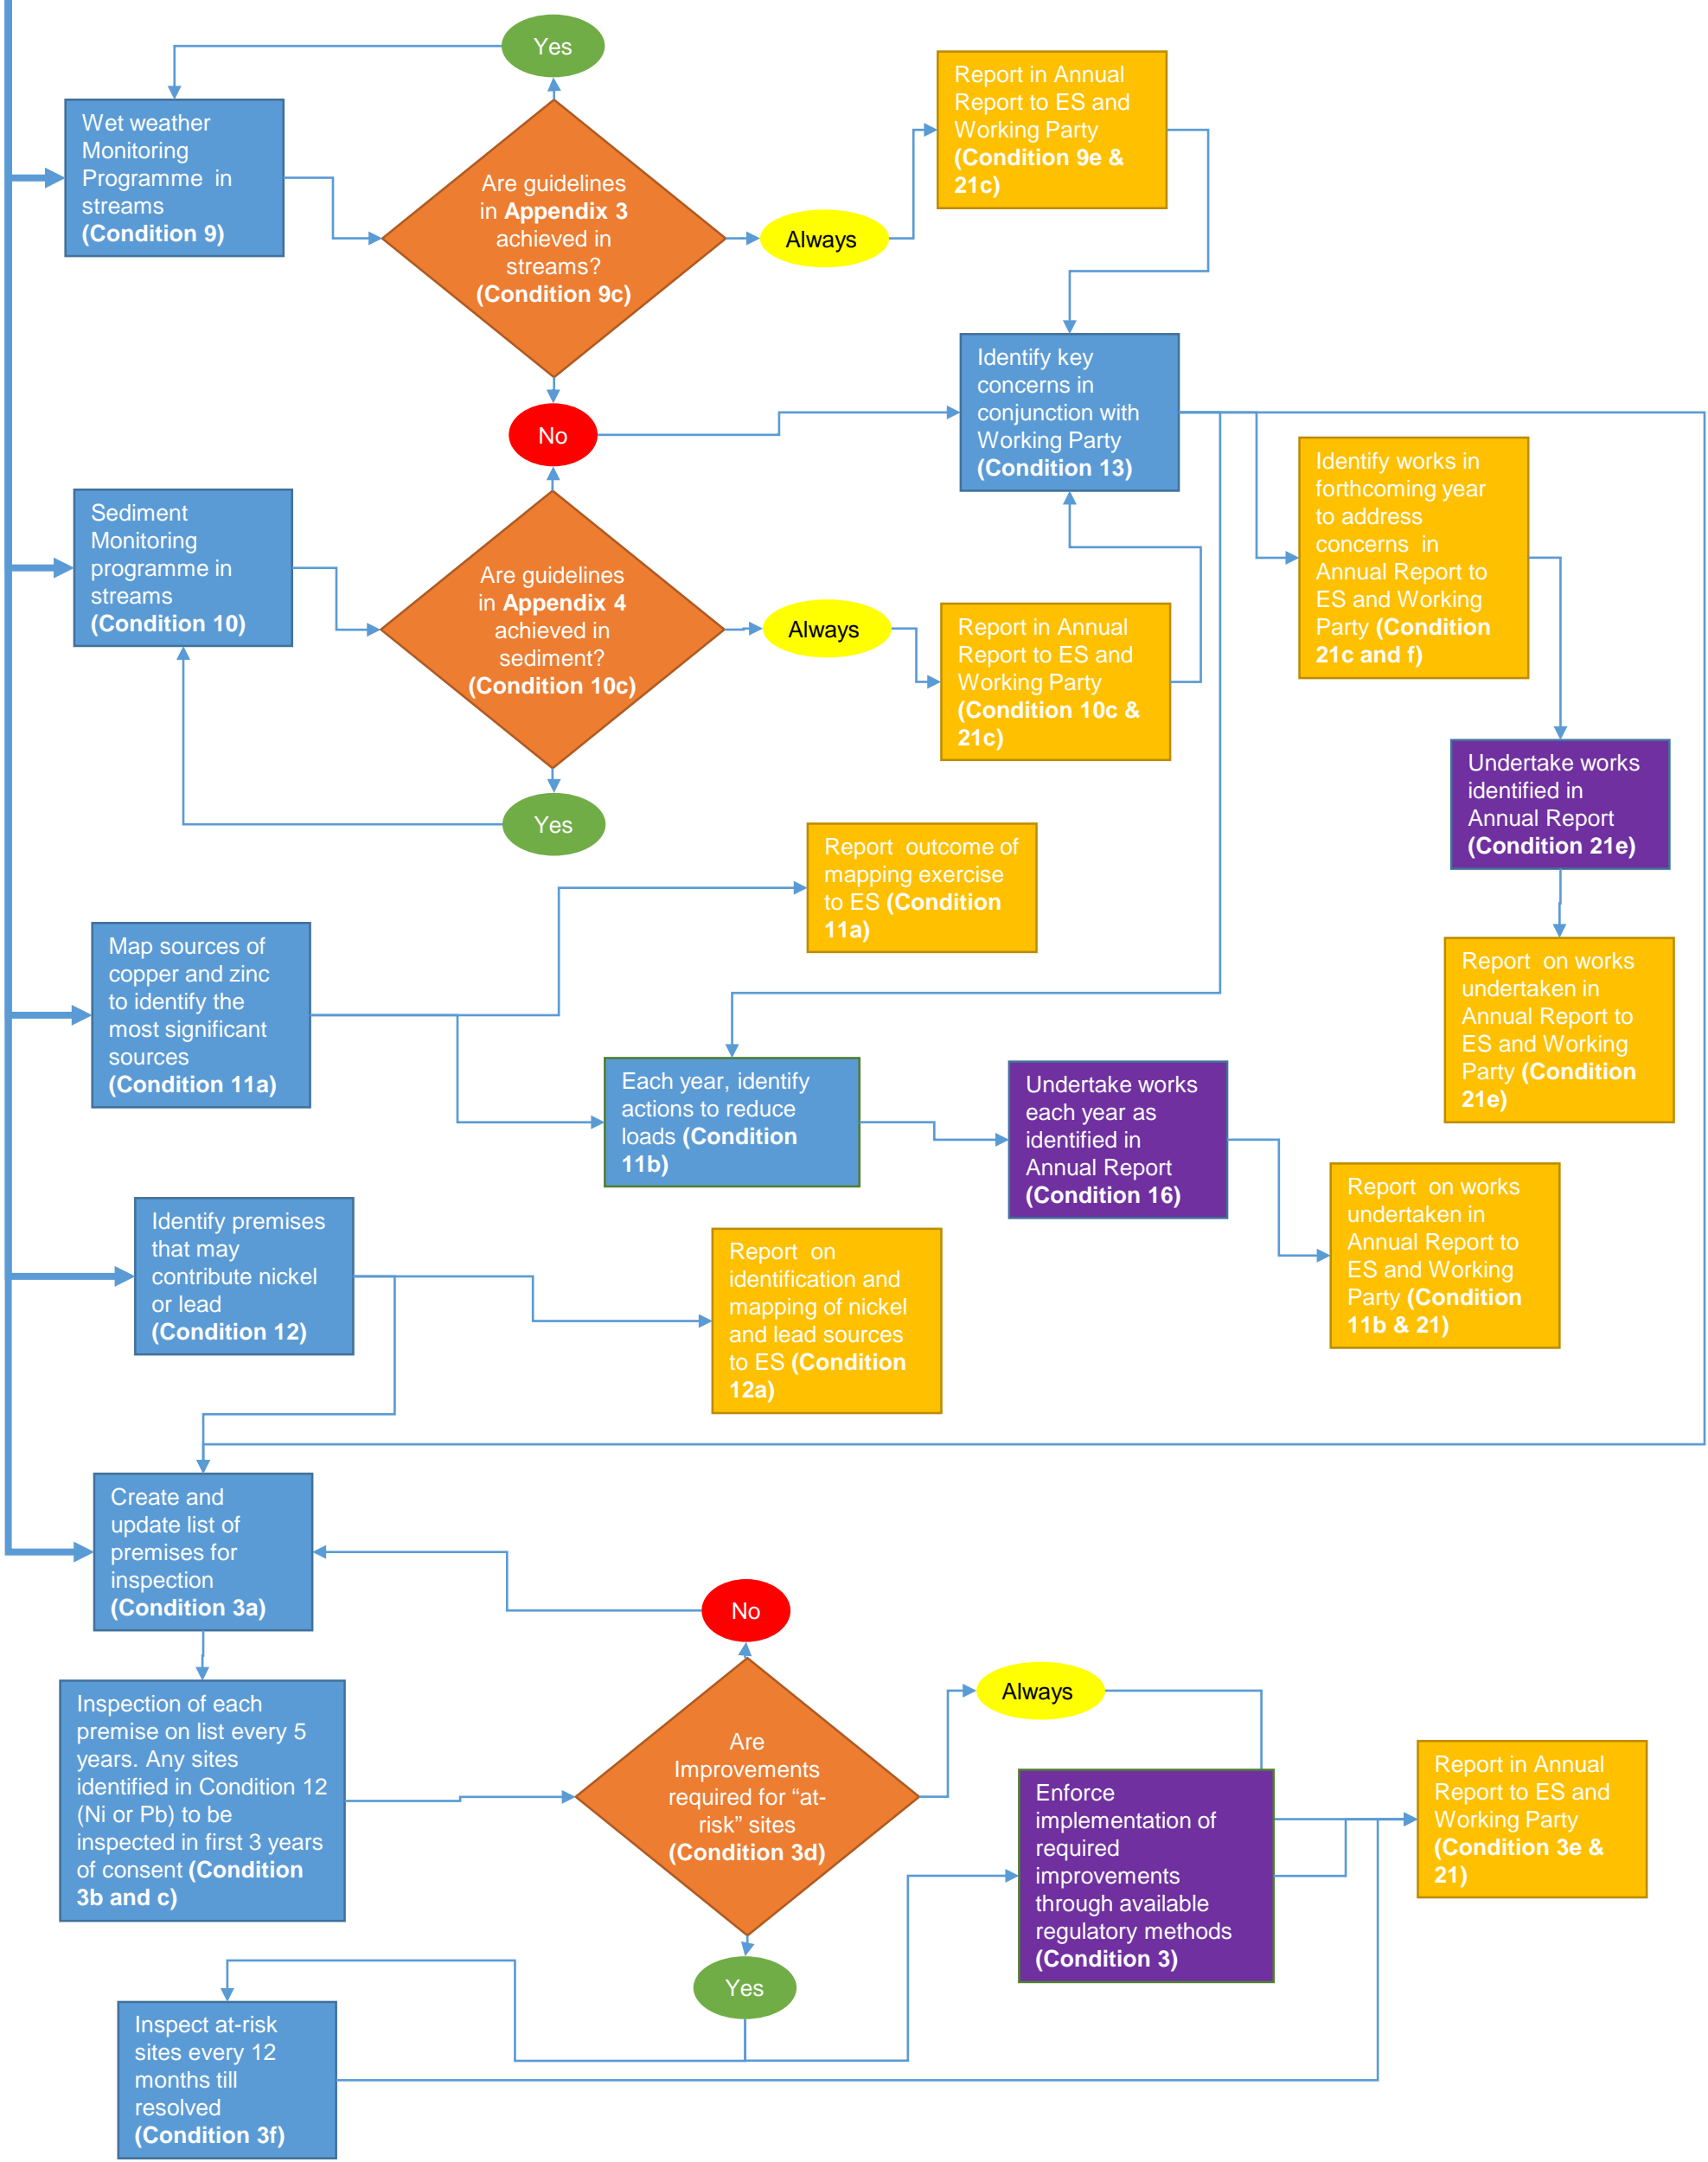 Yes
Wet weather
Monitoring
Programme in
streams
(Condition 9)
Are guidelines
in Appendix 3
achieved in
streams?
(Condition 9c)
Always
Report in Annual
Report to ES and
Working Party
(Condition 9e &
21c)
No
Identify key
concerns in
conjunction with
Working Party
(Condition 13)
Identify works in
forthcoming year
to address
concerns in
Annual Report to
ES and Working
Party (Condition
21c and f)
Sediment
Monitoring
programme in
streams
(Condition 10)
Are guidelines
in Appendix 4
achieved in
sediment?
(Condition 10c)
Always
Report in Annual
Report to ES and
Working Party
(Condition 10c &
21c)
Yes
Undertake works
identified in
Annual Report
(Condition 21e)
Report outcome of
mapping exercise
to ES (Condition
11a)
Map sources of
copper and zinc
to identify the
most significant
sources
(Condition 11a)
Report on works
undertaken in
Annual Report to
ES and Working
Party (Condition
21e)
Each year, identify
actions to reduce
loads (Condition
11b)
Undertake works
each year as
identified in
Annual Report
(Condition 16)
Report on works
undertaken in
Annual Report to
ES and Working
Party (Condition
11b & 21)
Identify premises
that may
contribute nickel
or lead
(Condition 12)
Report on
identification and
mapping of nickel
and lead sources
to ES (Condition
12a)
Create and
update list of
premises for
inspection
(Condition 3a)
No
Inspection of each
premise on list every 5
years. Any sites
identified in Condition 12
(Ni or Pb) to be
inspected in first 3 years
of consent (Condition
3b and c)
Are
Improvements
required for “at-
risk” sites
(Condition 3d)
Always
Enforce
implementation of
required
improvements
through available
regulatory methods
(Condition 3)
Report in Annual
Report to ES and
Working Party
(Condition 3e &
21)
Yes
Inspect at-risk
sites every 12
months till
resolved
(Condition 3f)